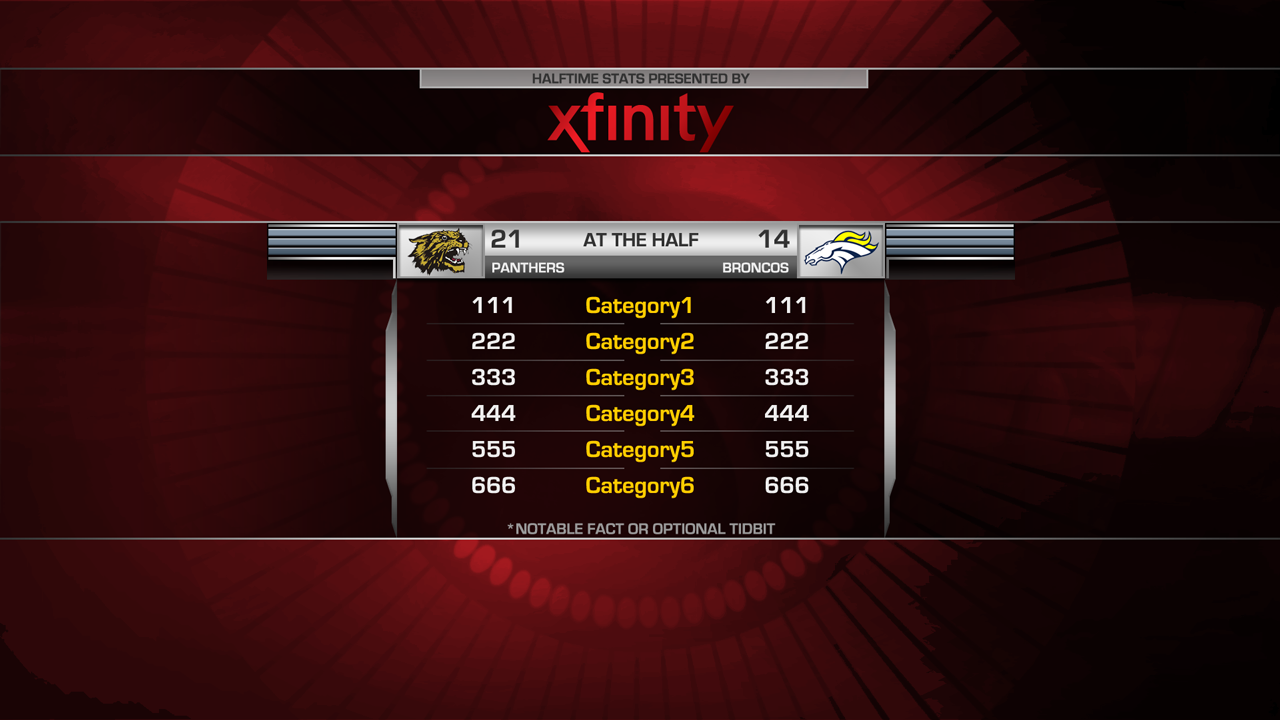 HALFTIME STATS PRESENTED BY
xfinity
21 AT THE HALF 14
PANTHERS BRONCOS
111 Category1 111
222 Category2 222
333 Category3 333
444 Category4 444
555 Category5 555
666 Category6 666
*NOTABLE FACT OR OPTIONAL TIDBIT